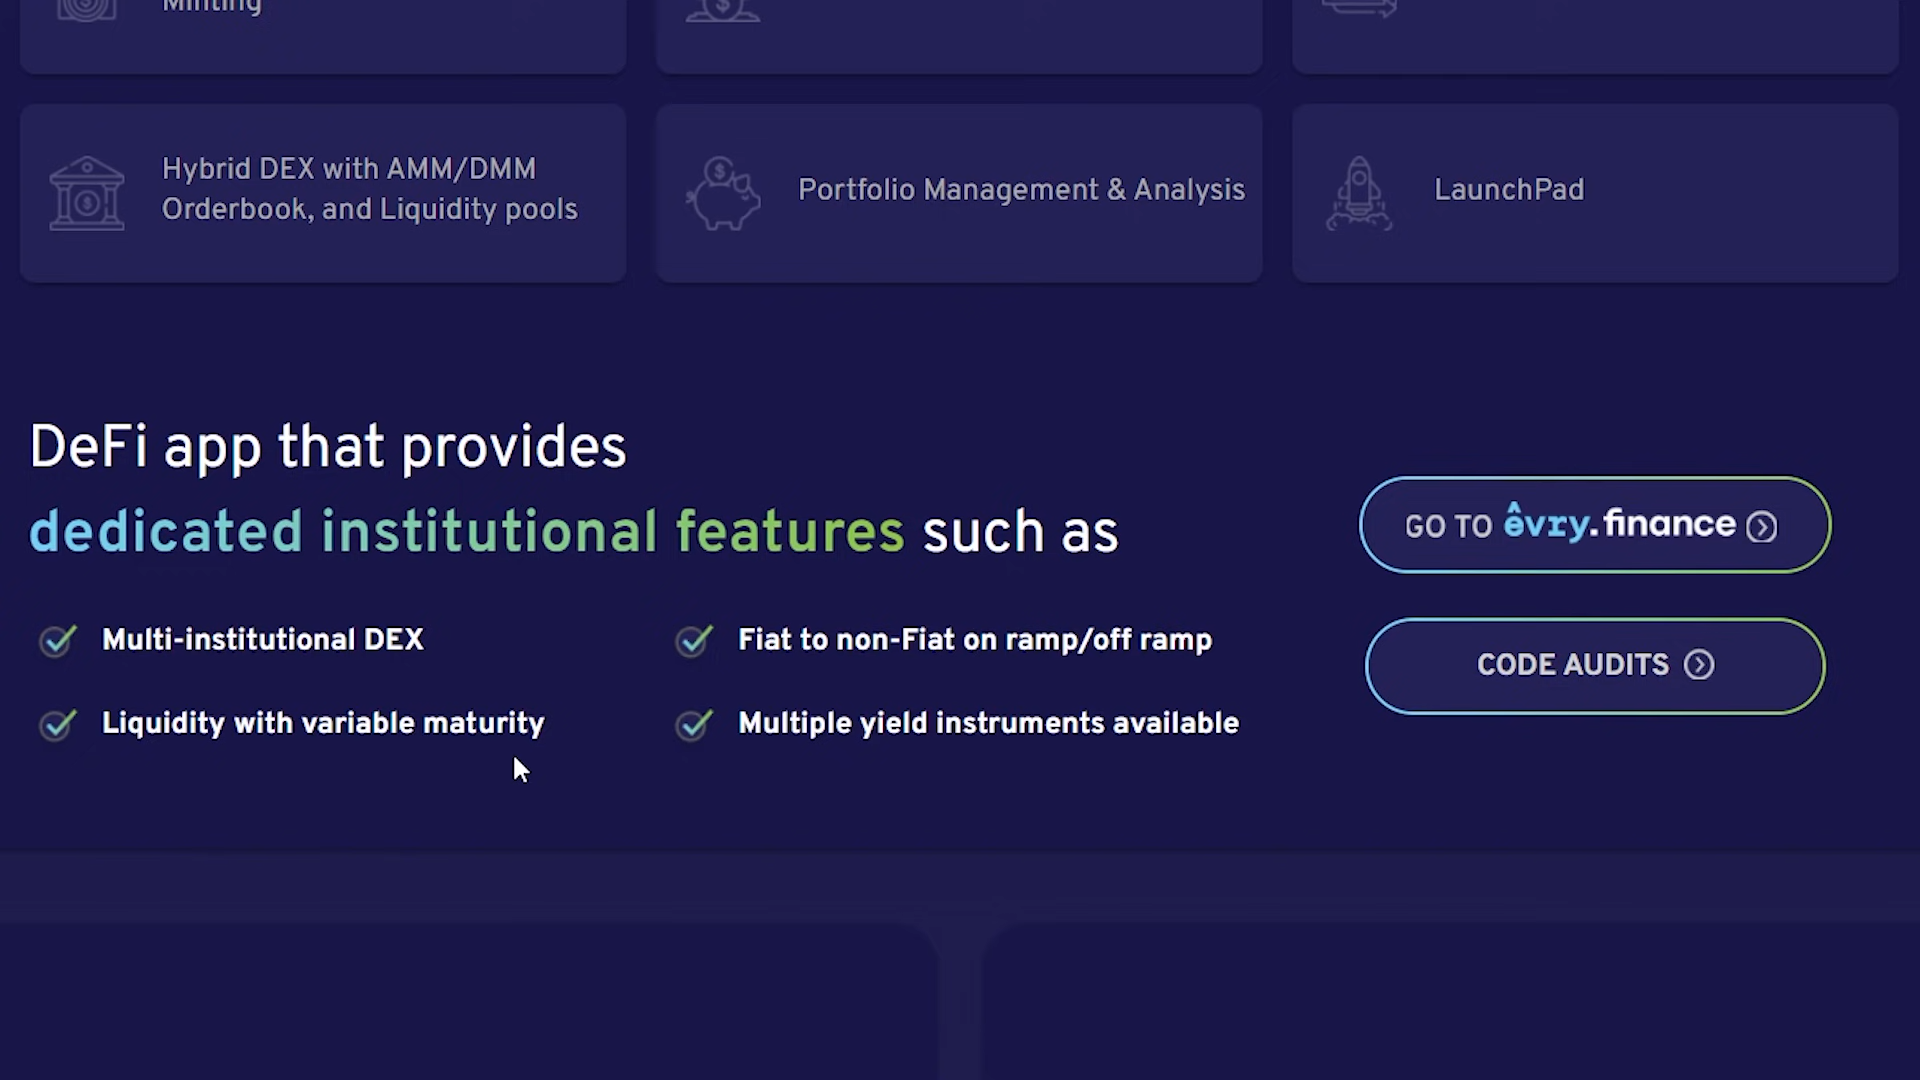 Minting
Hybrid DEX with AMM/DMM
Orderbook, and Liquidity pools
Portfolio Management & Analysis
LaunchPad
DeFi app that provides
dedicated institutional features such as
Multi-institutional DEX
Fiat to non-Fiat on ramp/off ramp
Liquidity with variable maturity
Multiple yield instruments available
GO TO êvry.finance
CODE AUDITS